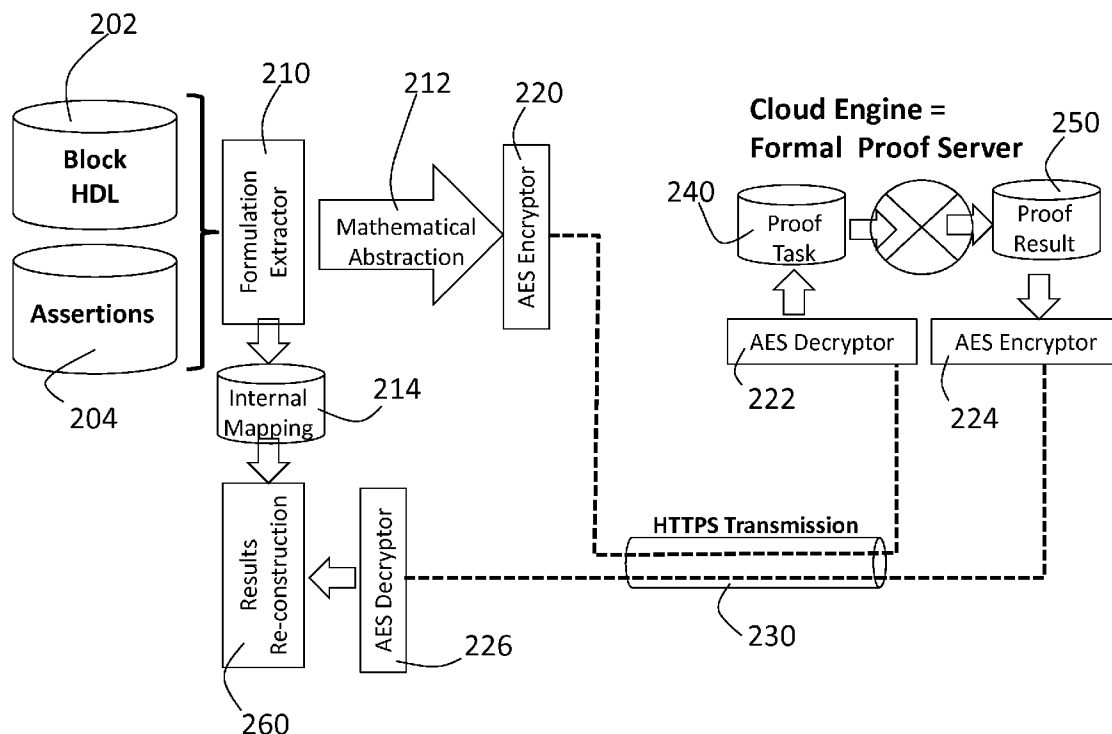 202
210
212
220
Cloud Engine =
Formal Proof Server
250
240
Block
HDL
Assertions
204
Formulation
Extractor
Mathematical
Abstraction
AES Encryptor
Proof
Task
Proof
Result
AES Decryptor
222
AES Encryptor
224
Internal
Mapping
214
Results
Re-construction
260
AES Decryptor
226
HTTPS Transmission
230